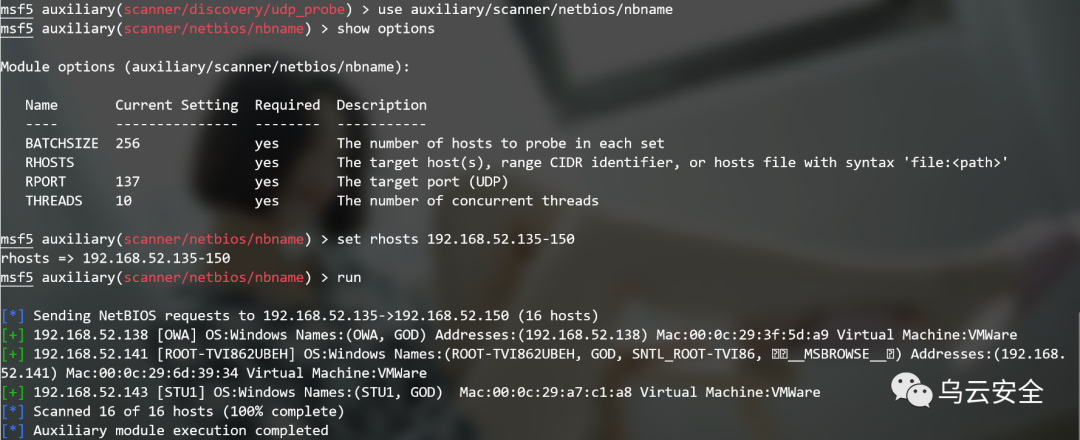 msf5 auxiliary(scanner/discovery/udp_probe) > use auxiliary/scanner/netbios/nbname
msf5 auxiliary(scanner/netbios/nbname) > show options
Module options (auxiliary/scanner/netbios/nbname):
Name Current Setting Required Description
---- --------------- -------- -----------
BATCHSIZE 256 yes The number of hosts to probe in each set
RHOSTS yes The target host(s), range CIDR identifier, or hosts file with syntax 'file:<path>'
RPORT 137 yes The target port (UDP)
THREADS 10 yes The number of concurrent threads
msf5 auxiliary(scanner/netbios/nbname) > set rhosts 192.168.52.135-150
rhosts => 192.168.52.135-150
msf5 auxiliary(scanner/netbios/nbname) > run
[*] Sending NetBIOS requests to 192.168.52.135->192.168.52.150 (16 hosts)
[+] 192.168.52.138 [OWA] OS:Windows Names:(OWA, GOD) Addresses:(192.168.52.138) Mac:00:0c:29:3f:5d:a9 Virtual Machine:VMWare
[+] 192.168.52.141 [ROOT-TVI862UBEH] OS:Windows Names:(ROOT-TVI862UBEH, GOD, SNTL_ROOT-TVI86, __MSBROWSE__) Addresses:(192.168.
52.141) Mac:00:0c:29:6d:39:34 Virtual Machine:VMWare
[+] 192.168.52.143 [STU1] OS:Windows Names:(STU1, GOD) Mac:00:0c:29:a7:c1:a8 Virtual Machine:VMWare
[*] Scanned 16 of 16 hosts (100% complete)
[*] Auxiliary module execution completed
乌云安全